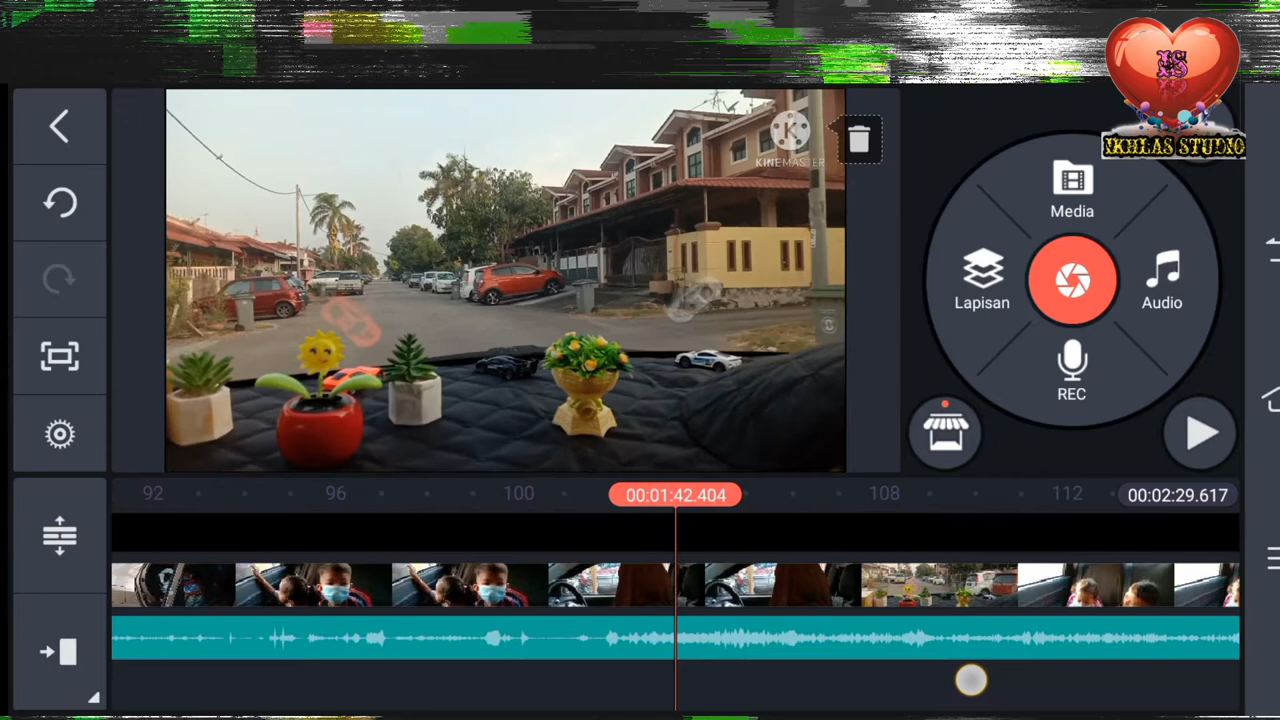 XS
IKHLAS STUDIO
KINEMASTER
Media
Lapisan
Audio
REC
92
96
100
00:01:42.404
108
112
00:02:29.617